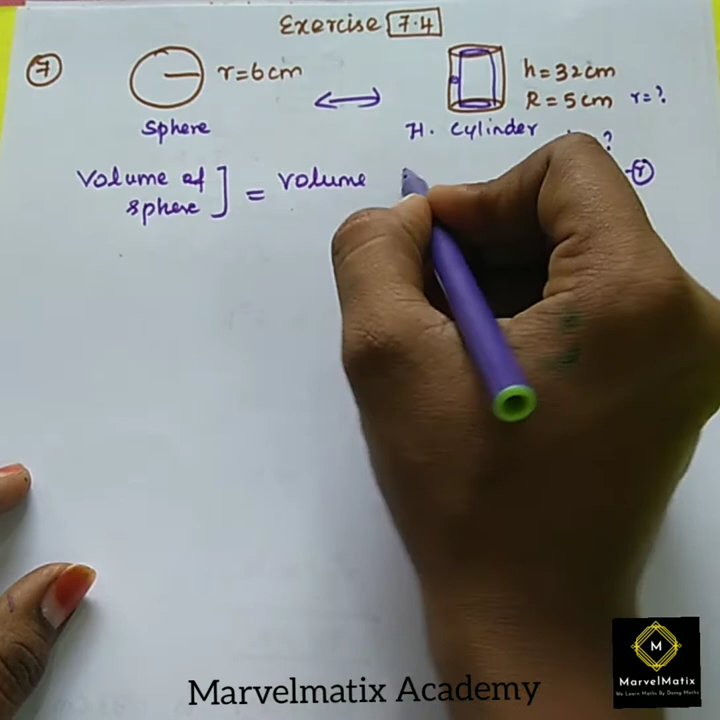 Exercise 7.4
7 r=6cm h=32cm
R=5cm r=?
Sphere H. Cylinder
?
Volume of = Volume
sphere
M
MarvelMatix
We Learn Maths By Doing Maths
Marvelmatix Academy